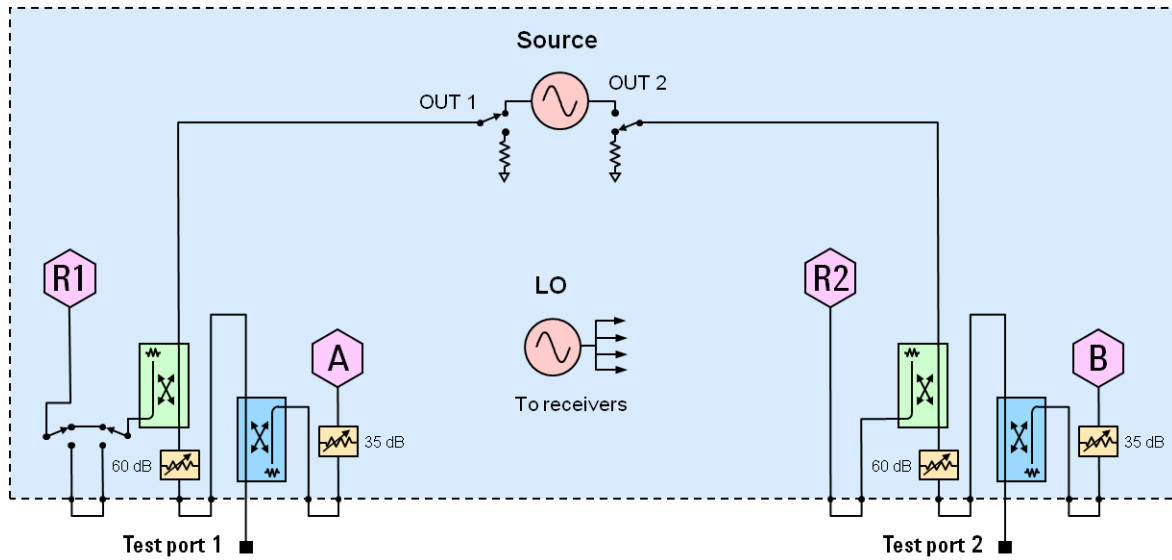 Source
OUT 1
OUT 2
R1
LO
R2
A
B
To receivers
60 dB
35 dB
60 dB
35 dB
Test port 1
Test port 2